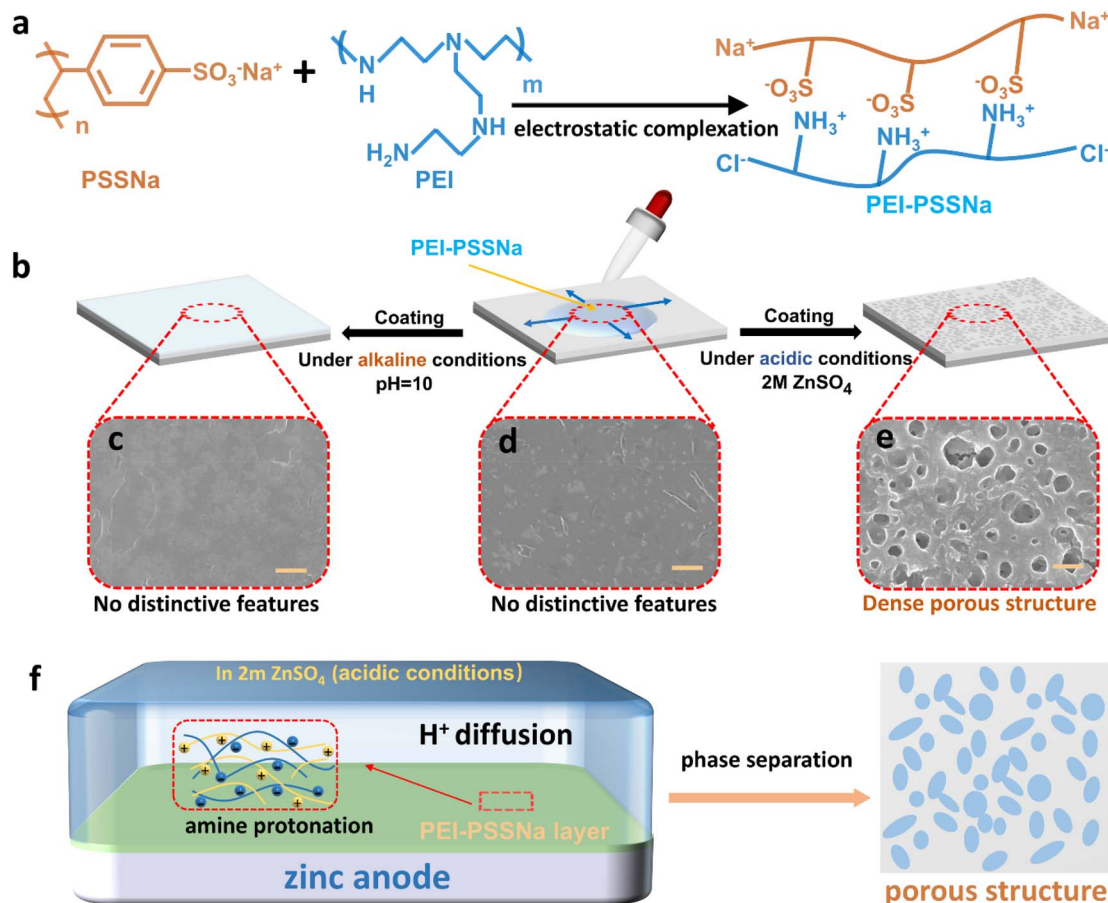 a
n
SO₃⁻Na⁺
PSSNa
+
N
H
N
m
NH
H₂N
PEI
electrostatic complexation
Na⁺
Na⁺
⁻O₃S
⁻O₃S
⁻O₃S
NH₃⁺
NH₃⁺
NH₃⁺
Cl⁻
Cl⁻
PEI-PSSNa
b
PEI-PSSNa
Coating
Under alkaline conditions
pH=10
Coating
Under acidic conditions
2M ZnSO₄
c
No distinctive features
d
No distinctive features
e
Dense porous structure
f
In 2m ZnSO₄ (acidic conditions)
H⁺ diffusion
amine protonation
PEI-PSSNa layer
zinc anode
phase separation
porous structure